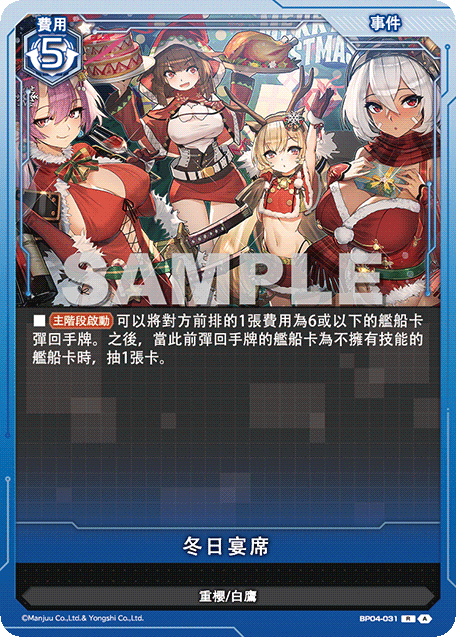 費用
事件
5
MERRY
CHRISTMAS
SAMPLE
■ 主階段啟動 可以將對方前排的1張費用為6或以下的艦船卡
彈回手牌。之後，當此前彈回手牌的艦船卡為不擁有技能的
艦船卡時，抽1張卡。
冬日宴席
重櫻/白鷹
©Manjuu Co.,Ltd.& Yongshi Co.,Ltd.
BP04-031 R A